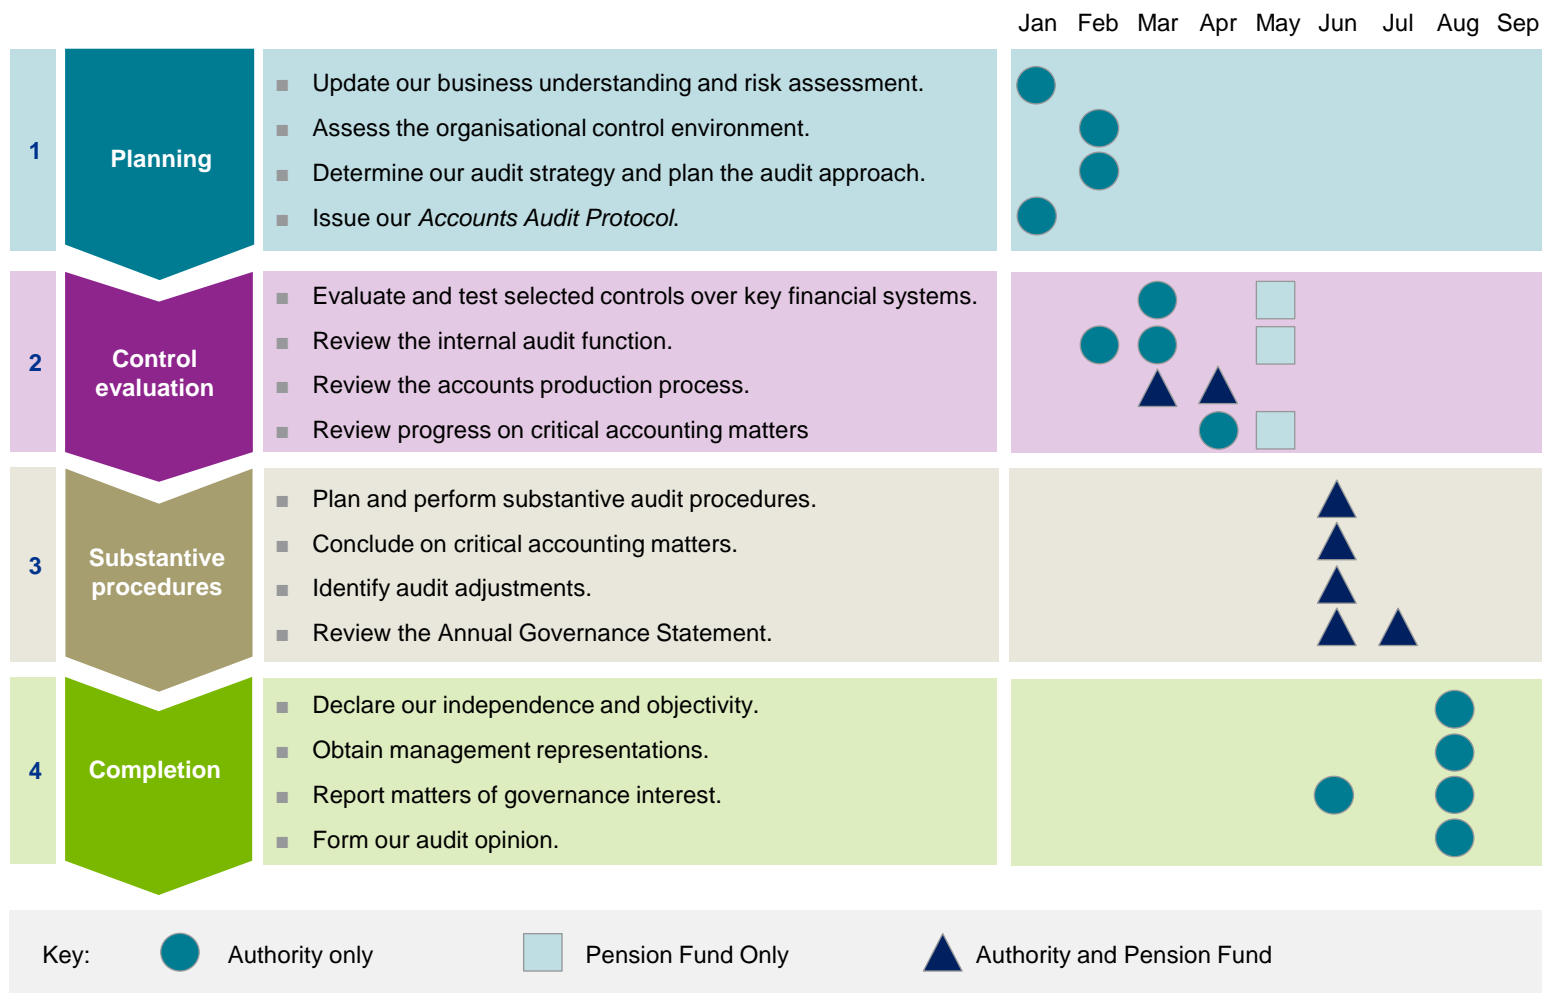 Jan Feb Mar Apr May Jun Jul Aug Sep
1
Planning
Update our business understanding and risk assessment.
Assess the organisational control environment.
Determine our audit strategy and plan the audit approach.
Issue our Accounts Audit Protocol.
2
Control
evaluation
Evaluate and test selected controls over key financial systems.
Review the internal audit function.
Review the accounts production process.
Review progress on critical accounting matters
3
Substantive
procedures
Plan and perform substantive audit procedures.
Conclude on critical accounting matters.
Identify audit adjustments.
Review the Annual Governance Statement.
4
Completion
Declare our independence and objectivity.
Obtain management representations.
Report matters of governance interest.
Form our audit opinion.
Key: Authority only Pension Fund Only Authority and Pension Fund